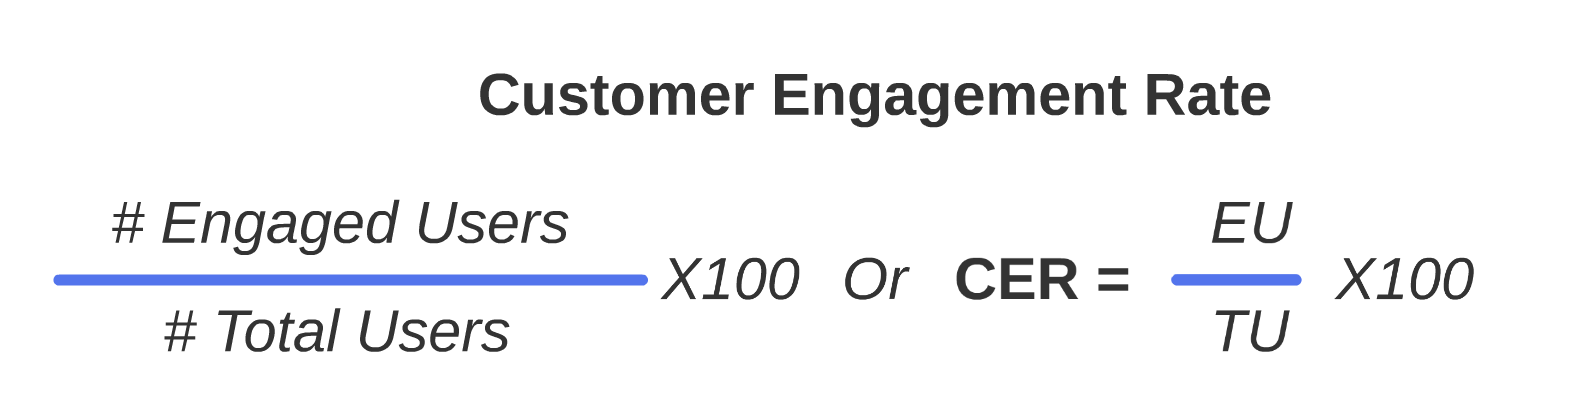 Customer Engagement Rate
# Engaged Users
# Total Users
X100 Or CER =
EU
TU
X100